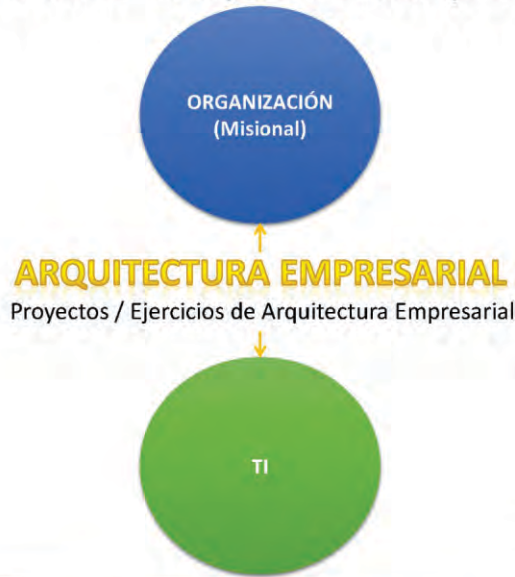 ORGANIZACIÓN
(Misional)
ARQUITECTURA EMPRESARIAL
Proyectos / Ejercicios de Arquitectura Empresarial
TI